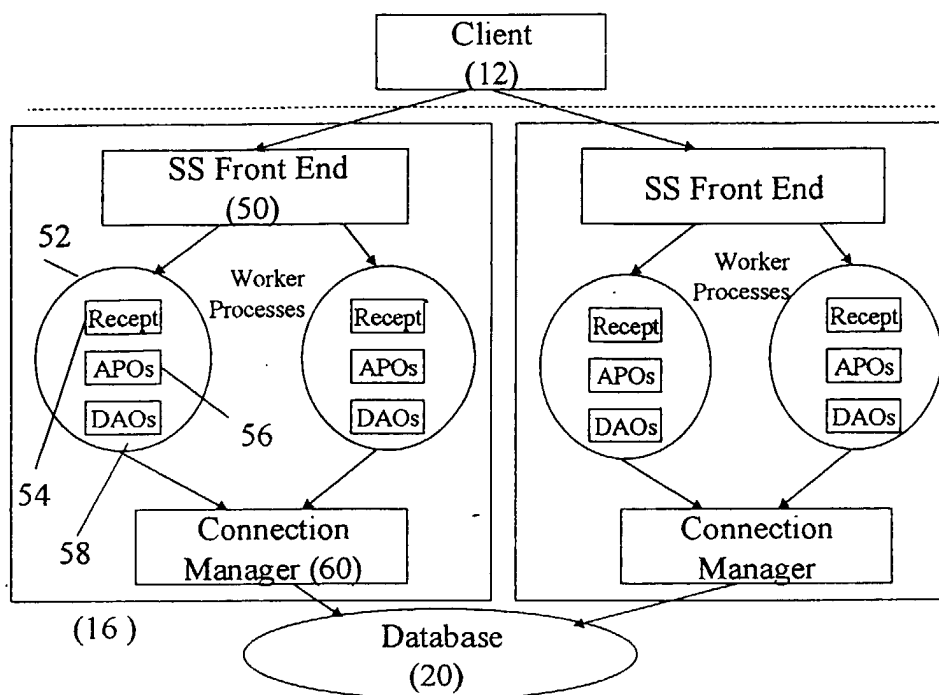 Client
(12)
SS Front End
(50)
SS Front End
52
Worker
Processes
Worker
Processes
Recept
APOs
DAOs
Recept
APOs
DAOs
Recept
APOs
DAOs
Recept
APOs
DAOs
56
54
58
Connection
Manager (60)
Connection
Manager
(16)
Database
(20)